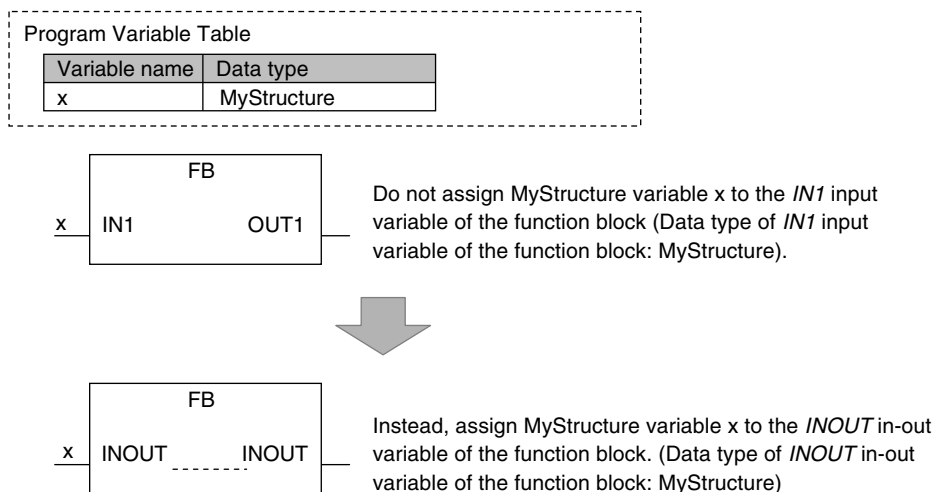 Program Variable Table
Variable name Data type
x MyStructure
FB
x IN1 OUT1
Do not assign MyStructure variable x to the IN1 input
variable of the function block (Data type of IN1 input
variable of the function block: MyStructure).
FB
x INOUT INOUT
Instead, assign MyStructure variable x to the INOUT in-out
variable of the function block. (Data type of INOUT in-out
variable of the function block: MyStructure)